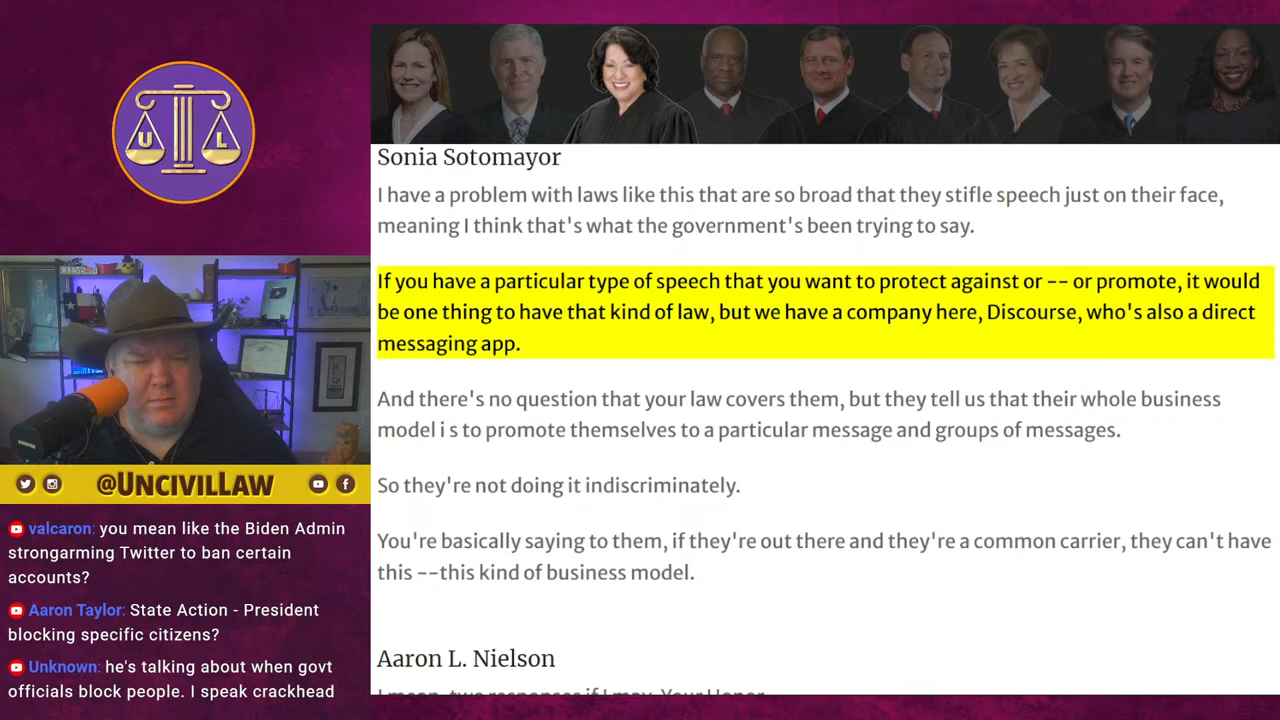 U L
CLEMSON
@UNCIVILLAW
valcaron: you mean like the Biden Admin
strongarming Twitter to ban certain
accounts?
Aaron Taylor: State Action - President
blocking specific citizens?
Unknown: he's talking about when govt
officials block people. I speak crackhead
Sonia Sotomayor
I have a problem with laws like this that are so broad that they stifle speech just on their face,
meaning I think that's what the government's been trying to say.
If you have a particular type of speech that you want to protect against or -- or promote, it would
be one thing to have that kind of law, but we have a company here, Discourse, who's also a direct
messaging app.
And there's no question that your law covers them, but they tell us that their whole business
model i s to promote themselves to a particular message and groups of messages.
So they're not doing it indiscriminately.
You're basically saying to them, if they're out there and they're a common carrier, they can't have
this --this kind of business model.
Aaron L. Nielson
I mean, two responses if I may, Your Honor.